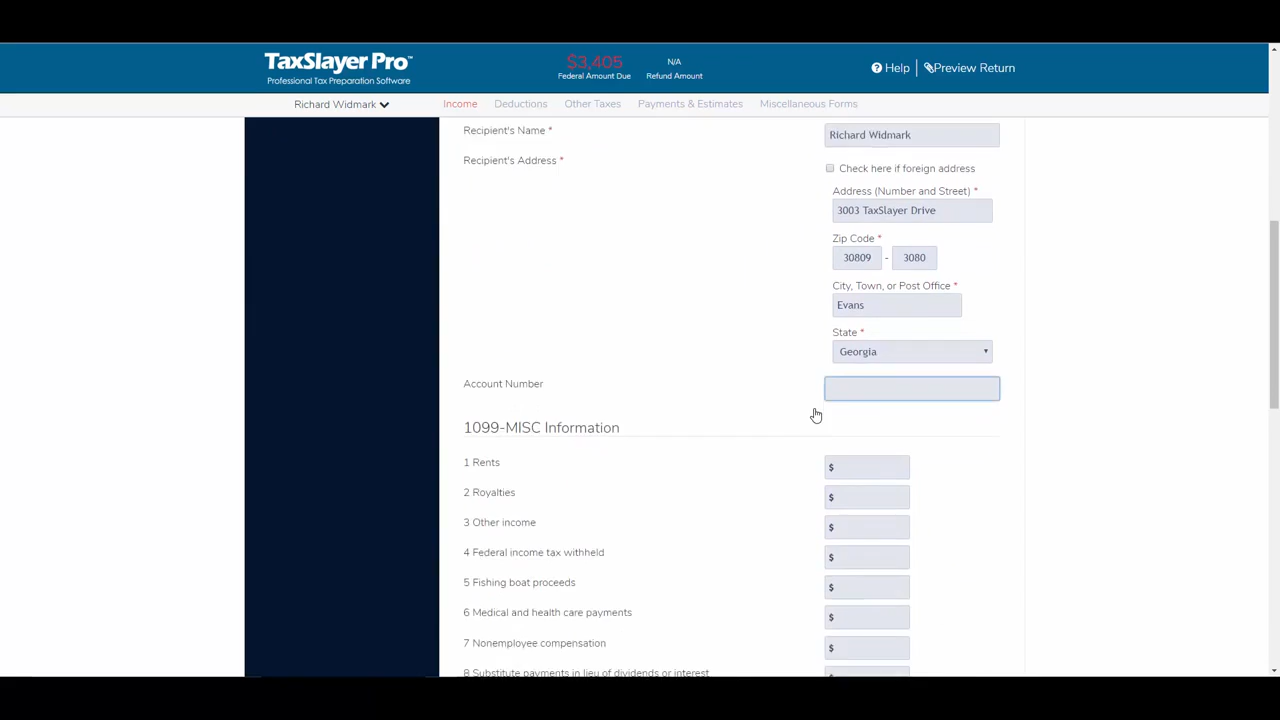 TaxSlayer Pro™
Professional Tax Preparation Software
$3,405
Federal Amount Due
N/A
Refund Amount
Help
Preview Return
Richard Widmark
Income
Deductions
Other Taxes
Payments & Estimates
Miscellaneous Forms
Recipient's Name *
Richard Widmark
Recipient's Address *
Check here if foreign address
Address (Number and Street) *
3003 TaxSlayer Drive
Zip Code *
30809 - 3080
City, Town, or Post Office *
Evans
State *
Georgia
Account Number
1099-MISC Information
1 Rents
$
2 Royalties
$
3 Other income
$
4 Federal income tax withheld
$
5 Fishing boat proceeds
$
6 Medical and health care payments
$
7 Nonemployee compensation
$
8 Substitute payments in lieu of dividends or interest